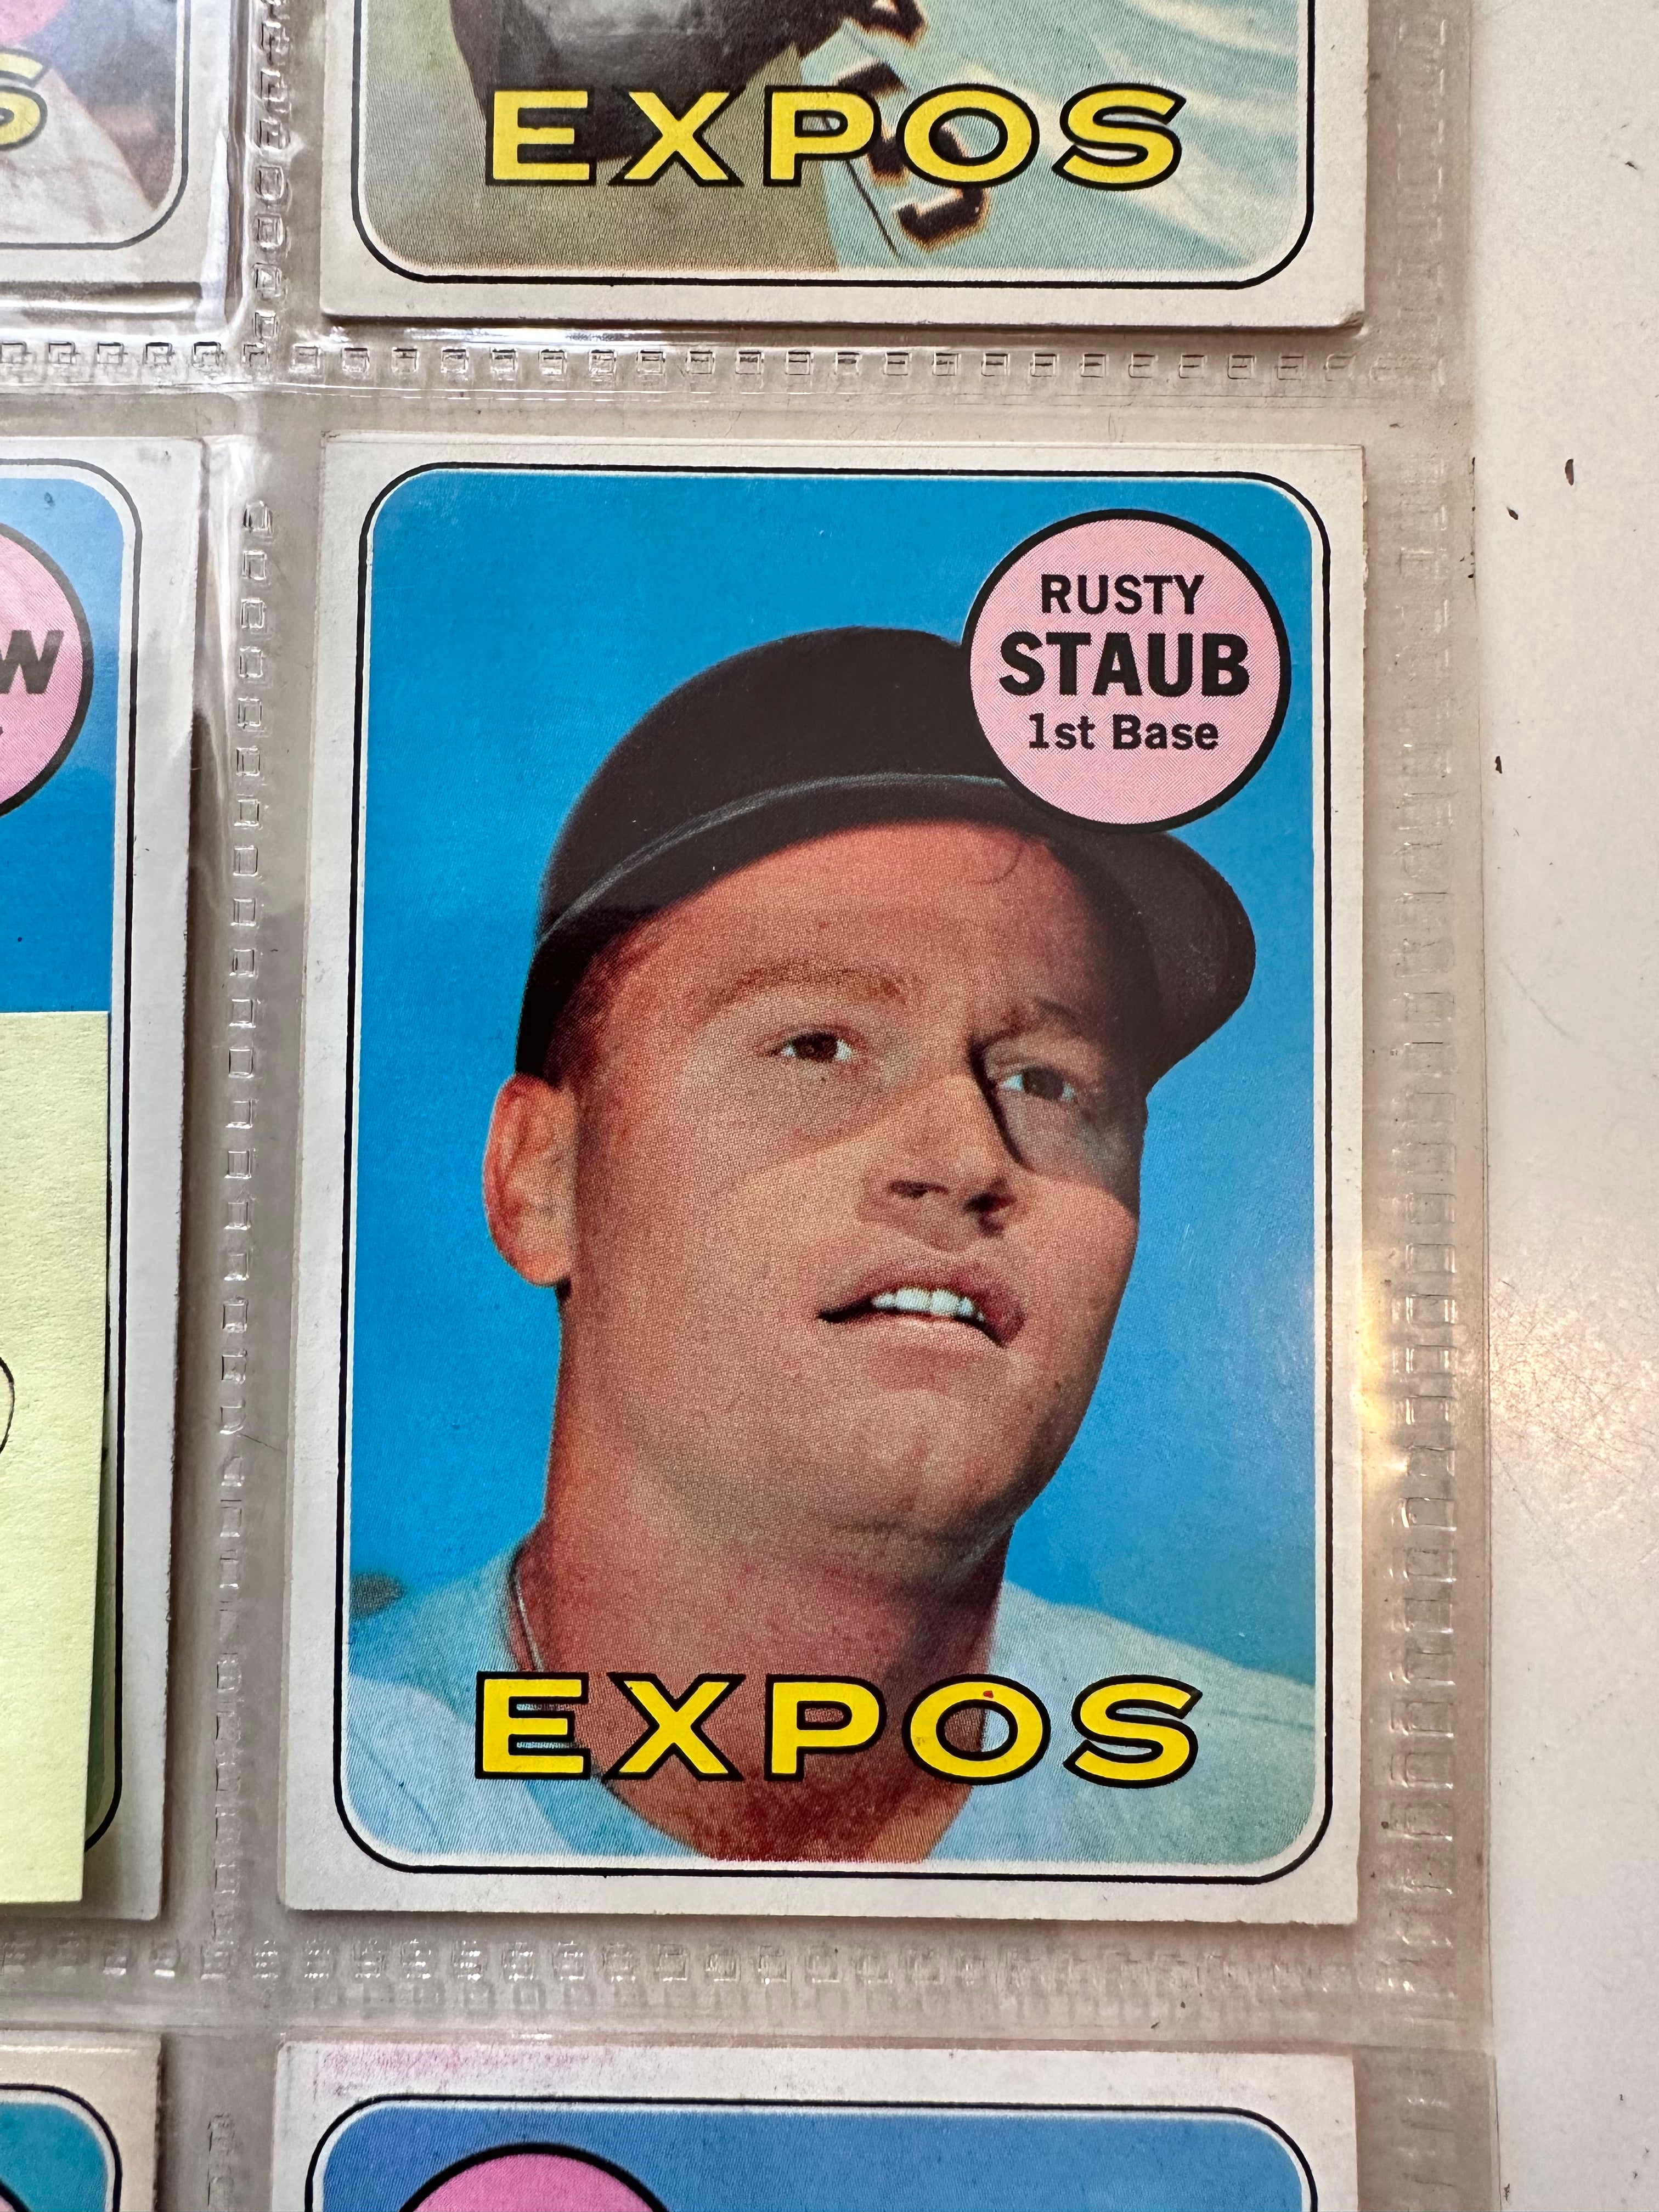 EXPOS
RUSTY
STAUB
1st Base
EXPOS